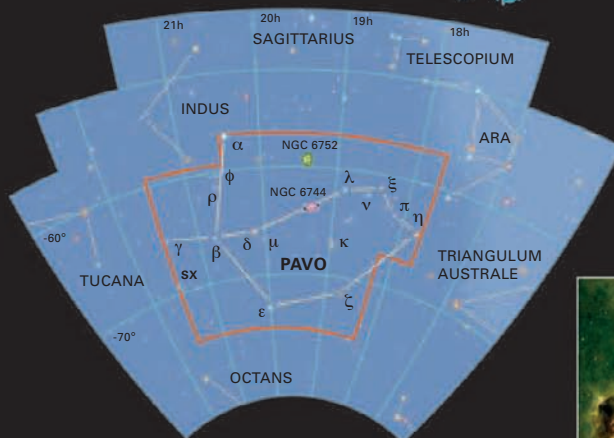 21h
20h
19h
18h
SAGITTARIUS
TELESCOPIUM
INDUS
ARA
α
NGC 6752
φ
λ
ξ
ρ
NGC 6744
ν
π
η
-60°
γ
β
δ
μ
κ
TRIANGULUM
AUSTRALE
TUCANA
SX
PAVO
ε
ζ
-70°
OCTANS